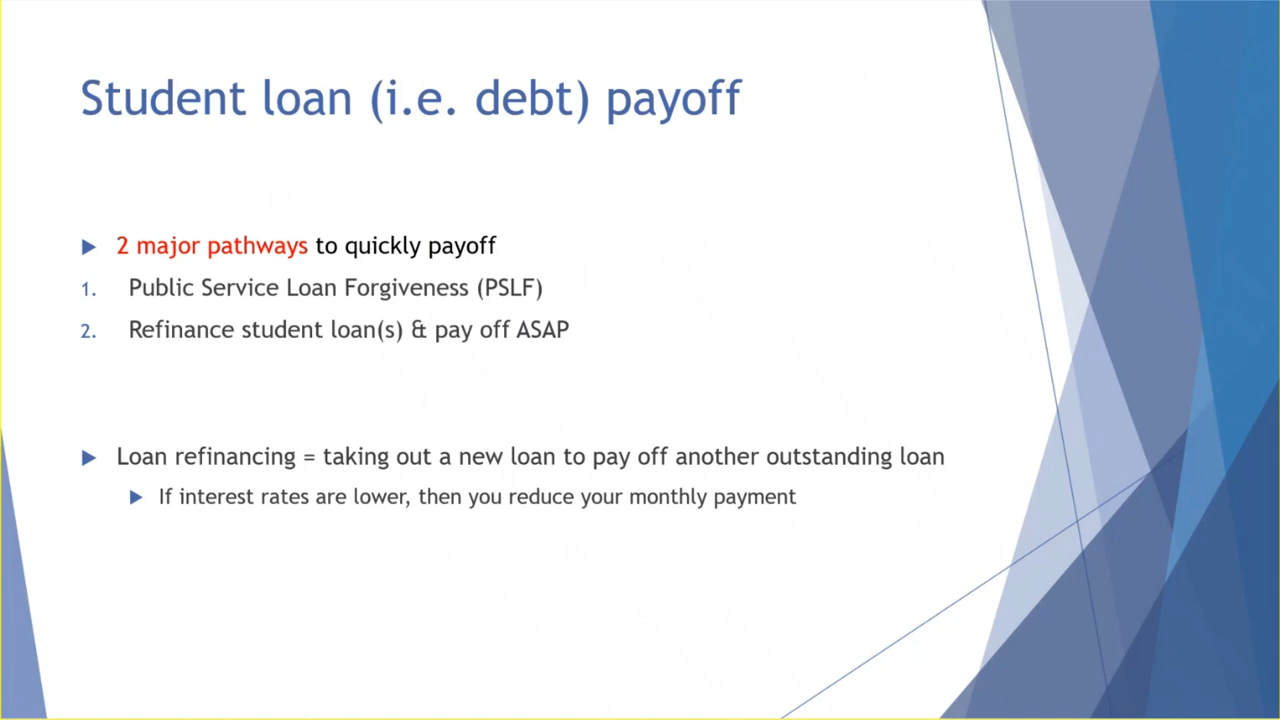 Student loan (i.e. debt) payoff
2 major pathways to quickly payoff
1. Public Service Loan Forgiveness (PSLF)
2. Refinance student loan(s) & pay off ASAP
Loan refinancing = taking out a new loan to pay off another outstanding loan
If interest rates are lower, then you reduce your monthly payment